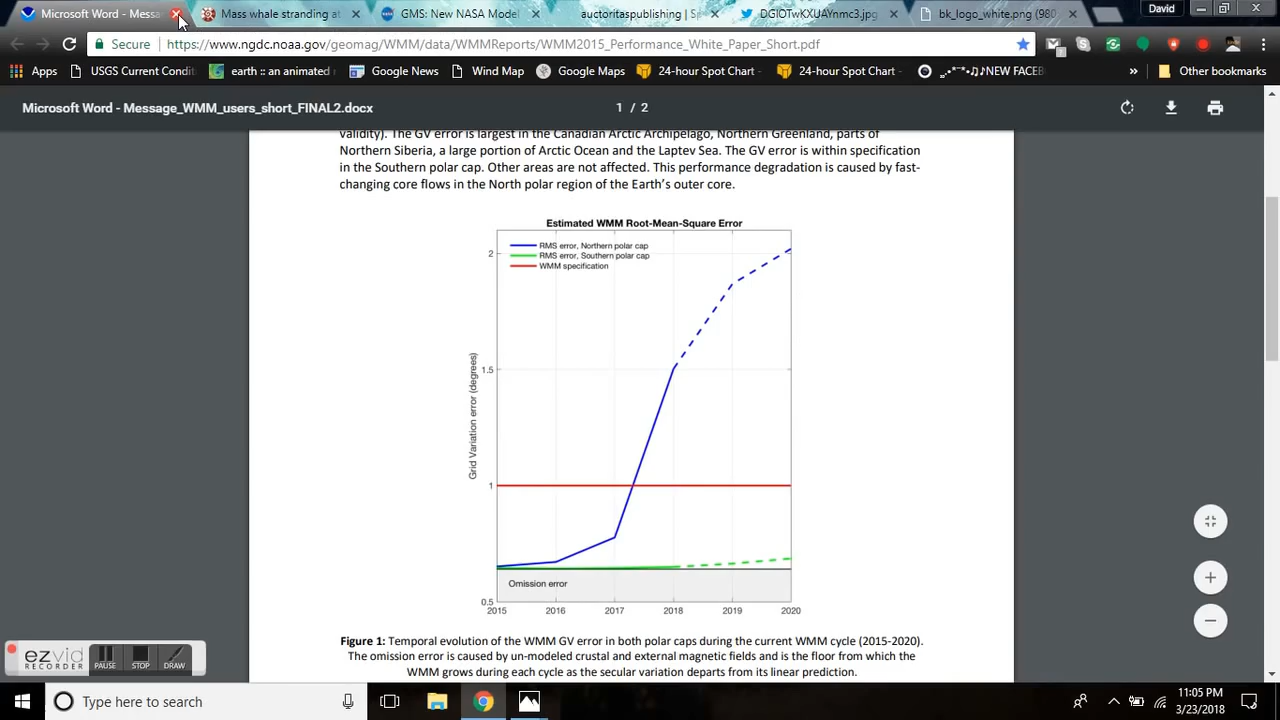 Microsoft Word - Messa
Mass whale stranding at
GMS: New NASA Model
auctoritaspublishing | S
DGlOTwKXUAYnmc3.jpg
bk_logo_white.png (980
David
Secure
https://www.ngdc.noaa.gov/geomag/WMM/data/WMMReports/WMM2015_Performance_White_Paper_Short.pdf
1
Apps
USGS Current Condit
earth :: an animated
Google News
Wind Map
Google Maps
24-hour Spot Chart -
24-hour Spot Chart -
NEW FACEB
»
Other bookmarks
Microsoft Word - Message_WMM_users_short_FINAL2.docx
1 / 2
validity). The GV error is largest in the Canadian Arctic Archipelago, Northern Greenland, parts of
Northern Siberia, a large portion of Arctic Ocean and the Laptev Sea. The GV error is within specification
in the Southern polar cap. Other areas are not affected. This performance degradation is caused by fast-
changing core flows in the North polar region of the Earth's outer core.
Estimated WMM Root-Mean-Square Error
RMS error, Northern polar cap
RMS error, Southern polar cap
WMM specification
2
1.5
1
0.5
Grid Variation error (degrees)
Omission error
2015 2016 2017 2018 2019 2020
Figure 1: Temporal evolution of the WMM GV error in both polar caps during the current WMM cycle (2015-2020).
The omission error is caused by un-modeled crustal and external magnetic fields and is the floor from which the
WMM grows during each cycle as the secular variation departs from its linear prediction.
ezvid
RECORDER
PAUSE
STOP
DRAW
Type here to search
11:05 PM
3/23/2018